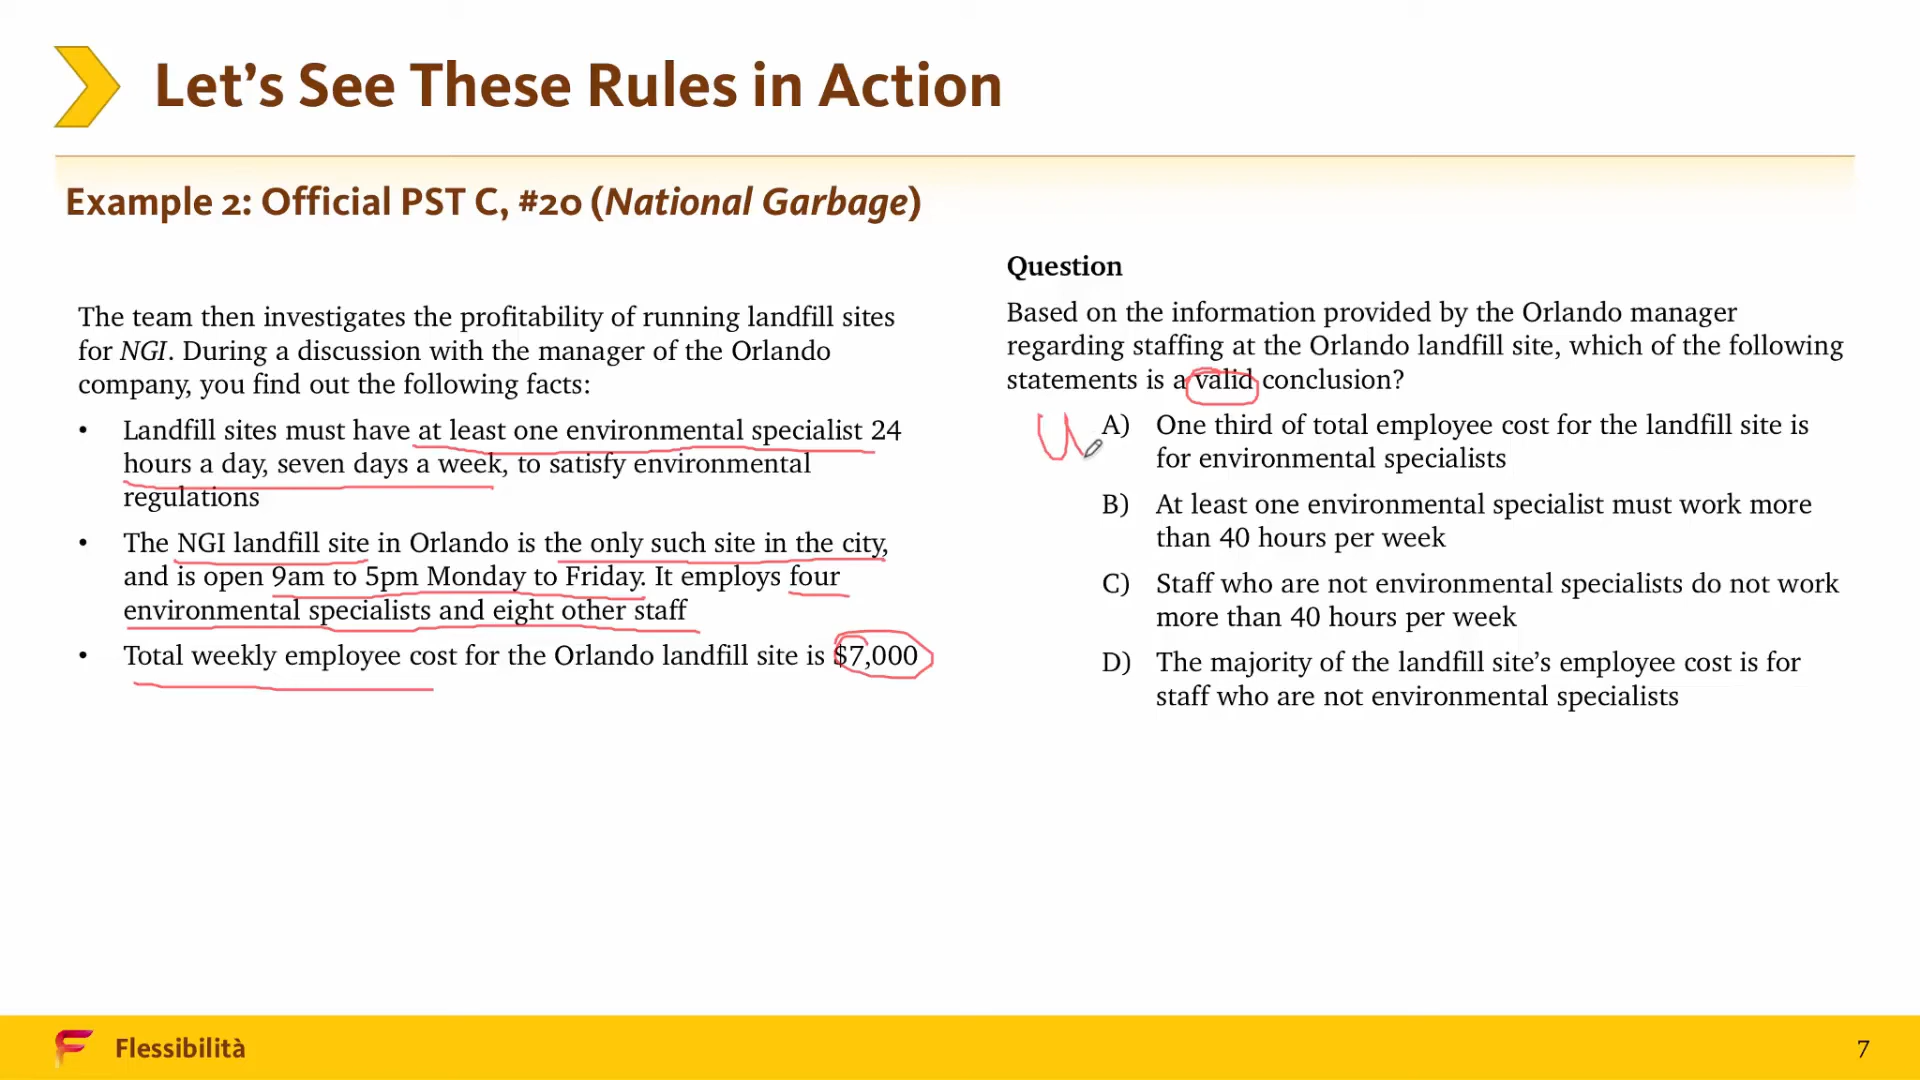 Let's See These Rules in Action
Example 2: Official PST C, #20 (National Garbage)
The team then investigates the profitability of running landfill sites
for NGI. During a discussion with the manager of the Orlando
company, you find out the following facts:
• Landfill sites must have at least one environmental specialist 24
hours a day, seven days a week, to satisfy environmental
regulations
• The NGI landfill site in Orlando is the only such site in the city,
and is open 9am to 5pm Monday to Friday. It employs four
environmental specialists and eight other staff
• Total weekly employee cost for the Orlando landfill site is $7,000
Question
Based on the information provided by the Orlando manager
regarding staffing at the Orlando landfill site, which of the following
statements is a valid conclusion?
A) One third of total employee cost for the landfill site is
for environmental specialists
B) At least one environmental specialist must work more
than 40 hours per week
C) Staff who are not environmental specialists do not work
more than 40 hours per week
D) The majority of the landfill site's employee cost is for
staff who are not environmental specialists
F Flessibilità
7